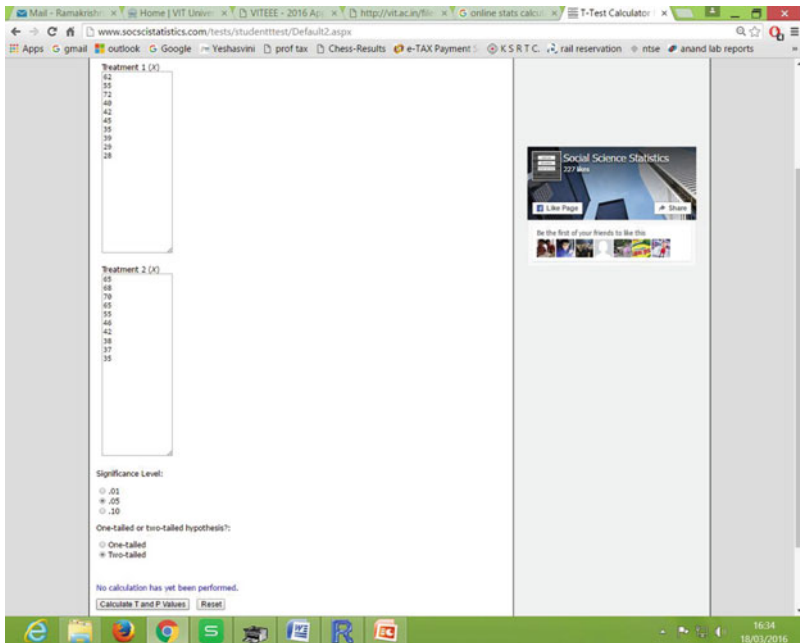 Mail - Ramakrishn
Home | VIT Univer
VITEEE - 2016 Ap
http://vit.ac.in/file
online stats calcul
T-Test Calculator
www.socscistatistics.com/tests/studentttest/Default2.aspx
Apps G gmail outlook G Google Yeshasvini prof tax Chess-Results e-TAX Payment S K S R T C. rail reservation ntse anand lab reports
Treatment 1 (X)
62
55
72
40
42
45
35
39
29
28
Social Science Statistics
227 likes
Like Page
Share
Be the first of your friends to like this
Treatment 2 (X)
65
68
70
65
55
46
42
38
37
35
Significance Level:
.01
.05
.10
One-tailed or two-tailed hypothesis?:
One-tailed
Two-tailed
No calculation has yet been performed.
Calculate T and P Values
Reset
16:34
18/03/2016